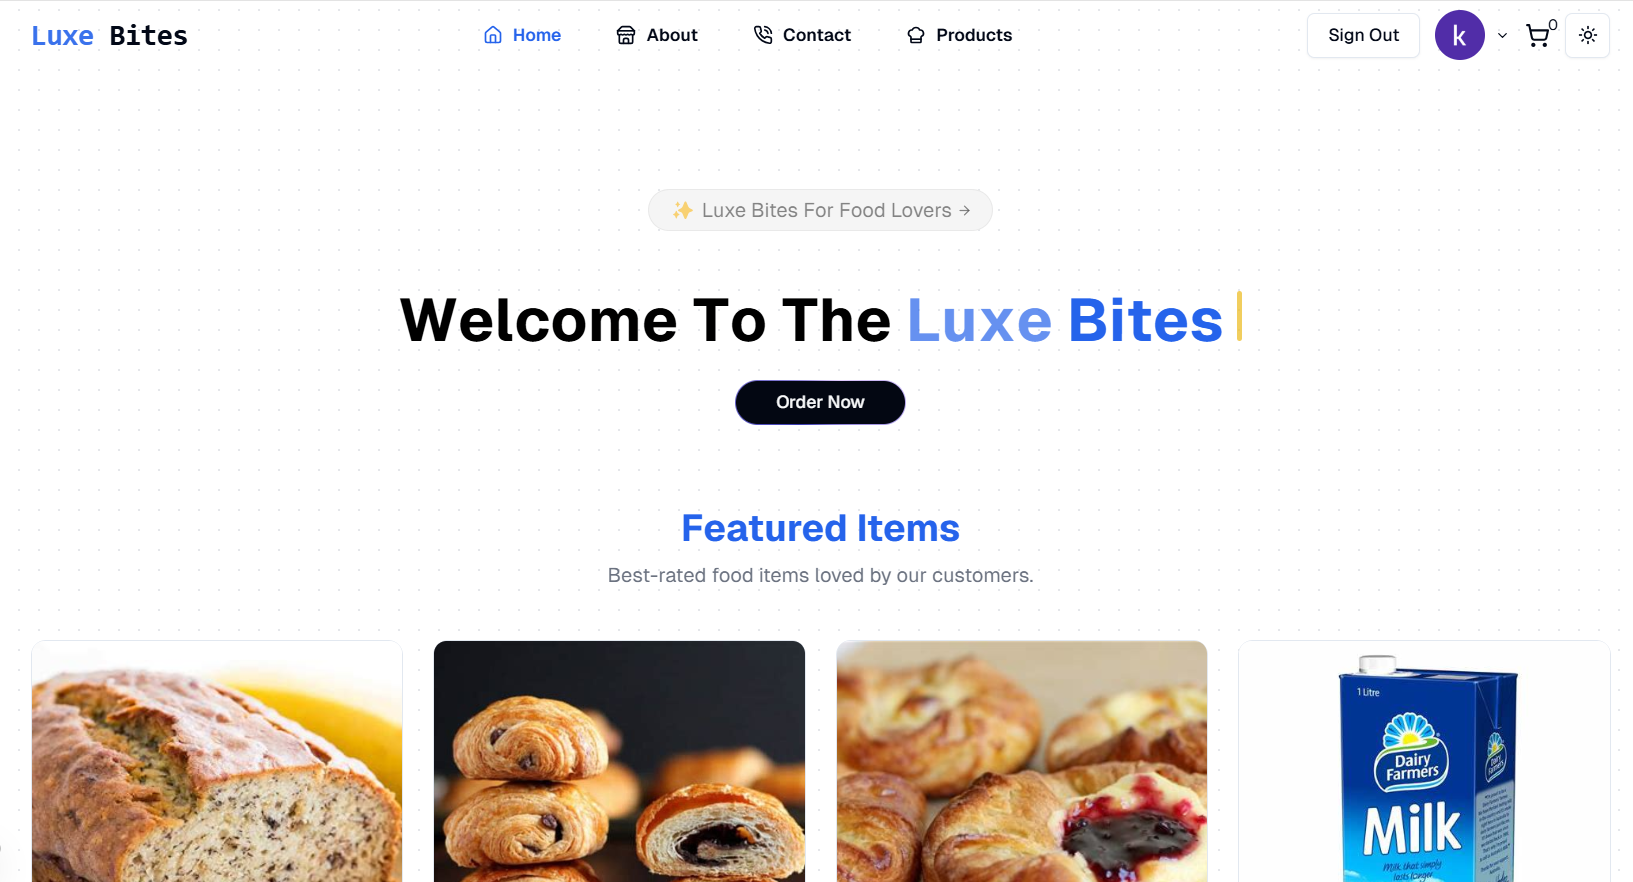 Luxe Bites
Home
About
Contact
Products
Sign Out
k
0
✨ Luxe Bites For Food Lovers →
Welcome To The Luxe Bites
Order Now
Featured Items
Best-rated food items loved by our customers.
1 Litre
Dairy
Farmers
Milk
Milk that simply
lasts longer
Dairy
Farmers